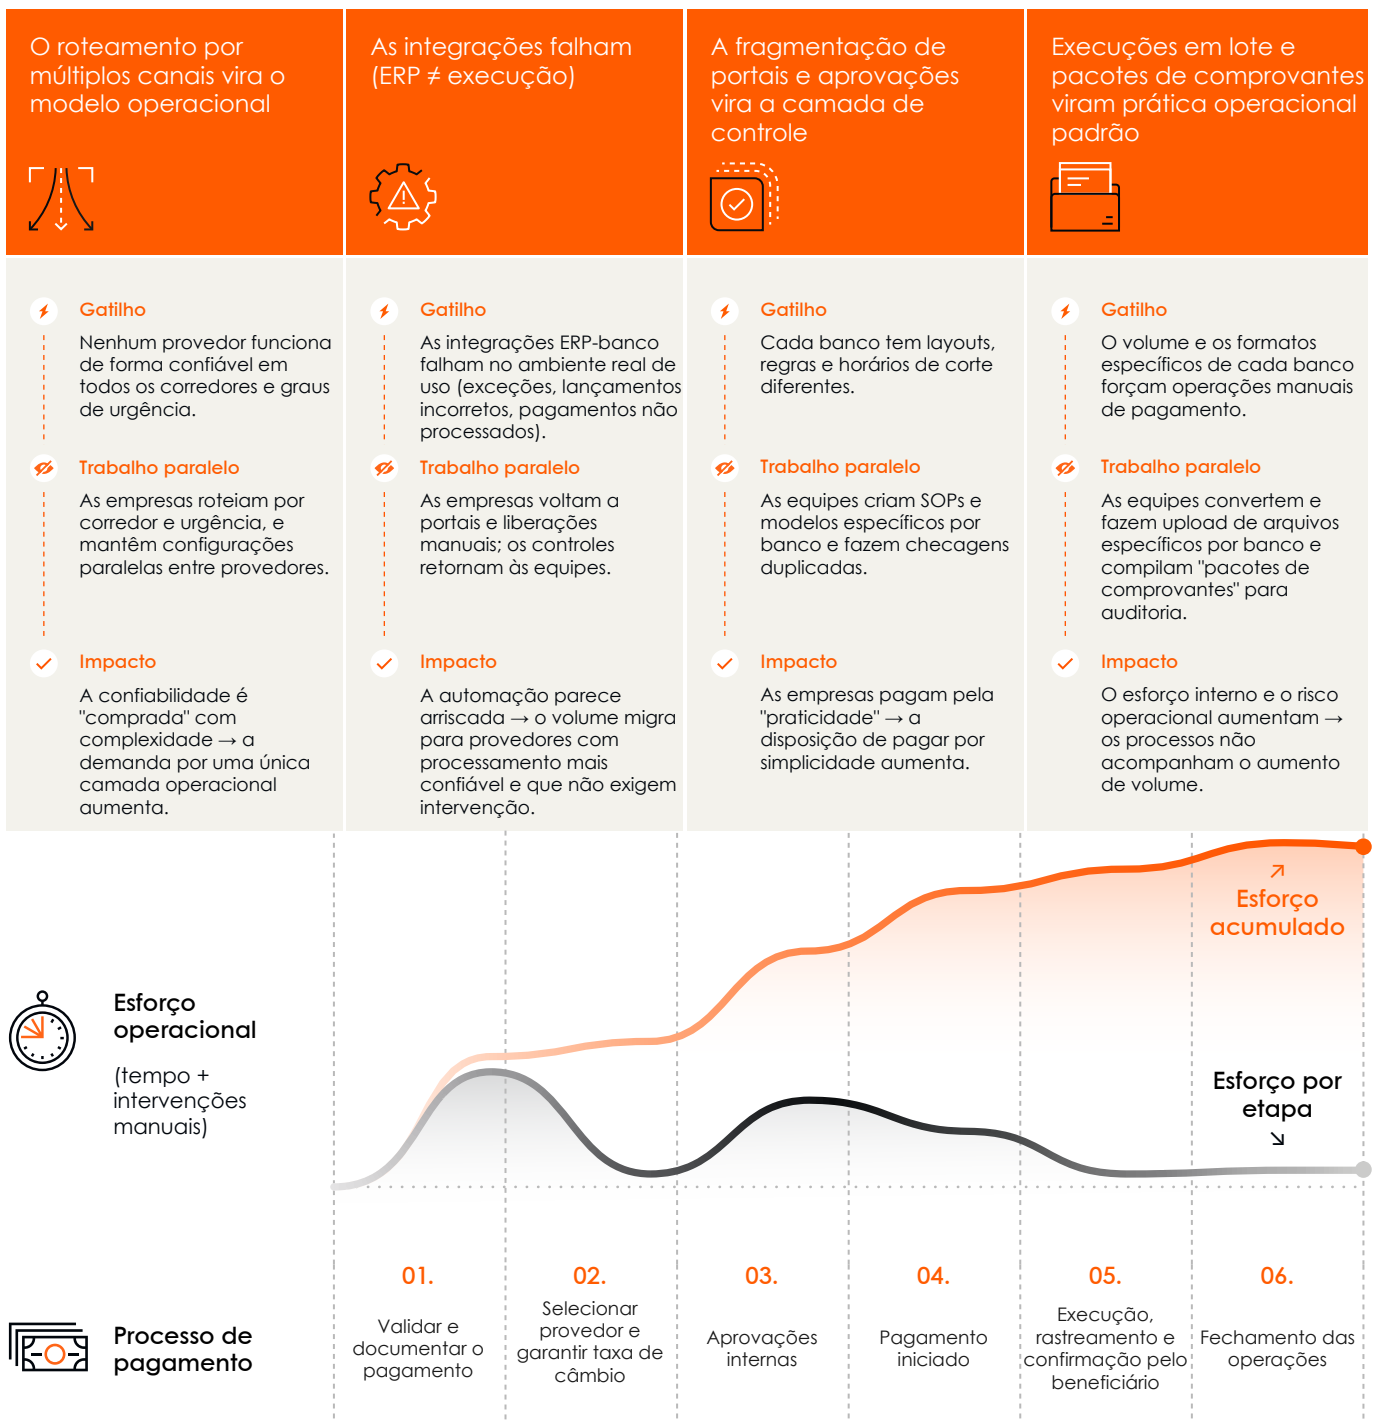 O roteamento por
múltiplos canais vira o
modelo operacional
As integrações falham
(ERP ≠ execução)
A fragmentação de
portais e aprovações
vira a camada de
controle
Execuções em lote e
pacotes de comprovantes
viram prática operacional
padrão
Gatilho
Nenhum provedor funciona
de forma confiável em
todos os corredores e graus
de urgência.
Trabalho paralelo
As empresas roteiam por
corredor e urgência, e
mantêm configurações
paralelas entre provedores.
Impacto
A confiabilidade é
"comprada" com
complexidade → a
demanda por uma única
camada operacional
aumenta.
Gatilho
As integrações ERP-banco
falham no ambiente real de
uso (exceções, lançamentos
incorretos, pagamentos não
processados).
Trabalho paralelo
As empresas voltam a
portais e liberações
manuais; os controles
retornam às equipes.
Impacto
A automação parece
arriscada → o volume migra
para provedores com
processamento mais
confiável e que não exigem
intervenção.
Gatilho
Cada banco tem layouts,
regras e horários de corte
diferentes.
Trabalho paralelo
As equipes criam SOPs e
modelos específicos por
banco e fazem checagens
duplicadas.
Impacto
As empresas pagam pela
"praticidade" → a
disposição de pagar por
simplicidade aumenta.
Gatilho
O volume e os formatos
específicos de cada banco
forçam operações manuais
de pagamento.
Trabalho paralelo
As equipes convertem e
fazem upload de arquivos
específicos por banco e
compilam "pacotes de
comprovantes" para
auditoria.
Impacto
O esforço interno e o risco
operacional aumentam →
os processos não
acompanham o aumento
de volume.
Esforço
operacional
(tempo +
intervenções
manuais)
↗
Esforço
acumulado
Esforço por
etapa
↘
Processo de
pagamento
01.
Validar e
documentar o
pagamento
02.
Selecionar
provedor e
garantir taxa de
câmbio
03.
Aprovações
internas
04.
Pagamento
iniciado
05.
Execução,
rastreamento e
confirmação pelo
beneficiário
06.
Fechamento das
operações